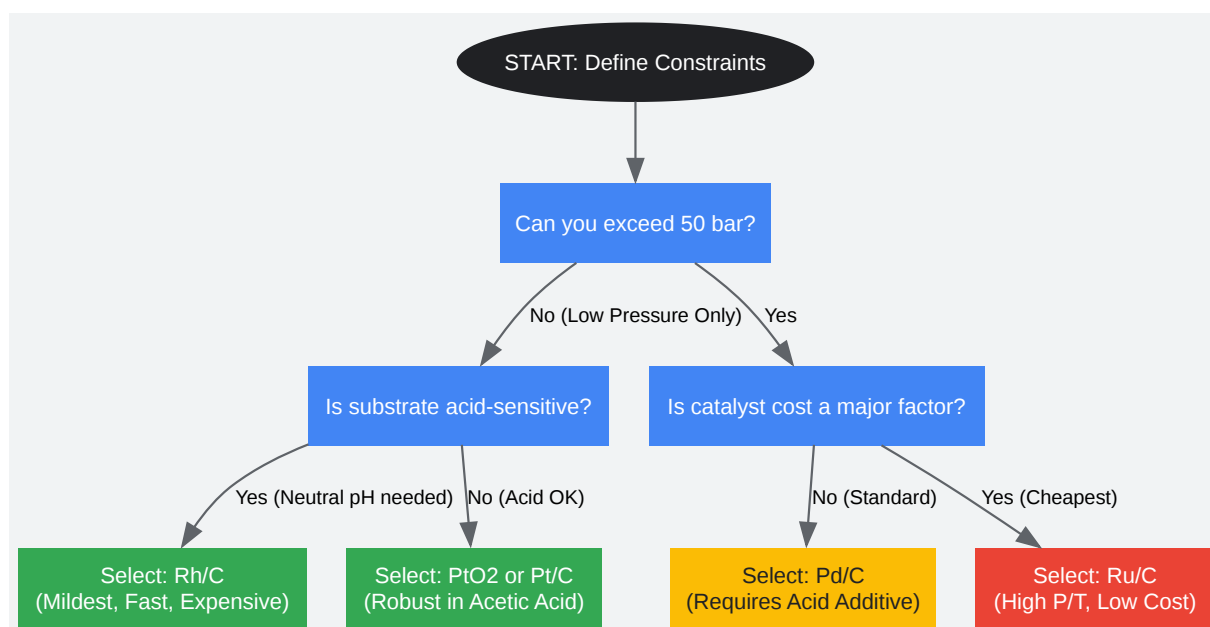 START: Define Constraints
Can you exceed 50 bar?
No (Low Pressure Only)
Yes
Is substrate acid-sensitive?
Is catalyst cost a major factor?
Yes (Neutral pH needed)
No (Acid OK)
No (Standard)
Yes (Cheapest)
Select: Rh/C
(Mildest, Fast, Expensive)
Select: PtO2 or Pt/C
(Robust in Acetic Acid)
Select: Pd/C
(Requires Acid Additive)
Select: Ru/C
(High P/T, Low Cost)